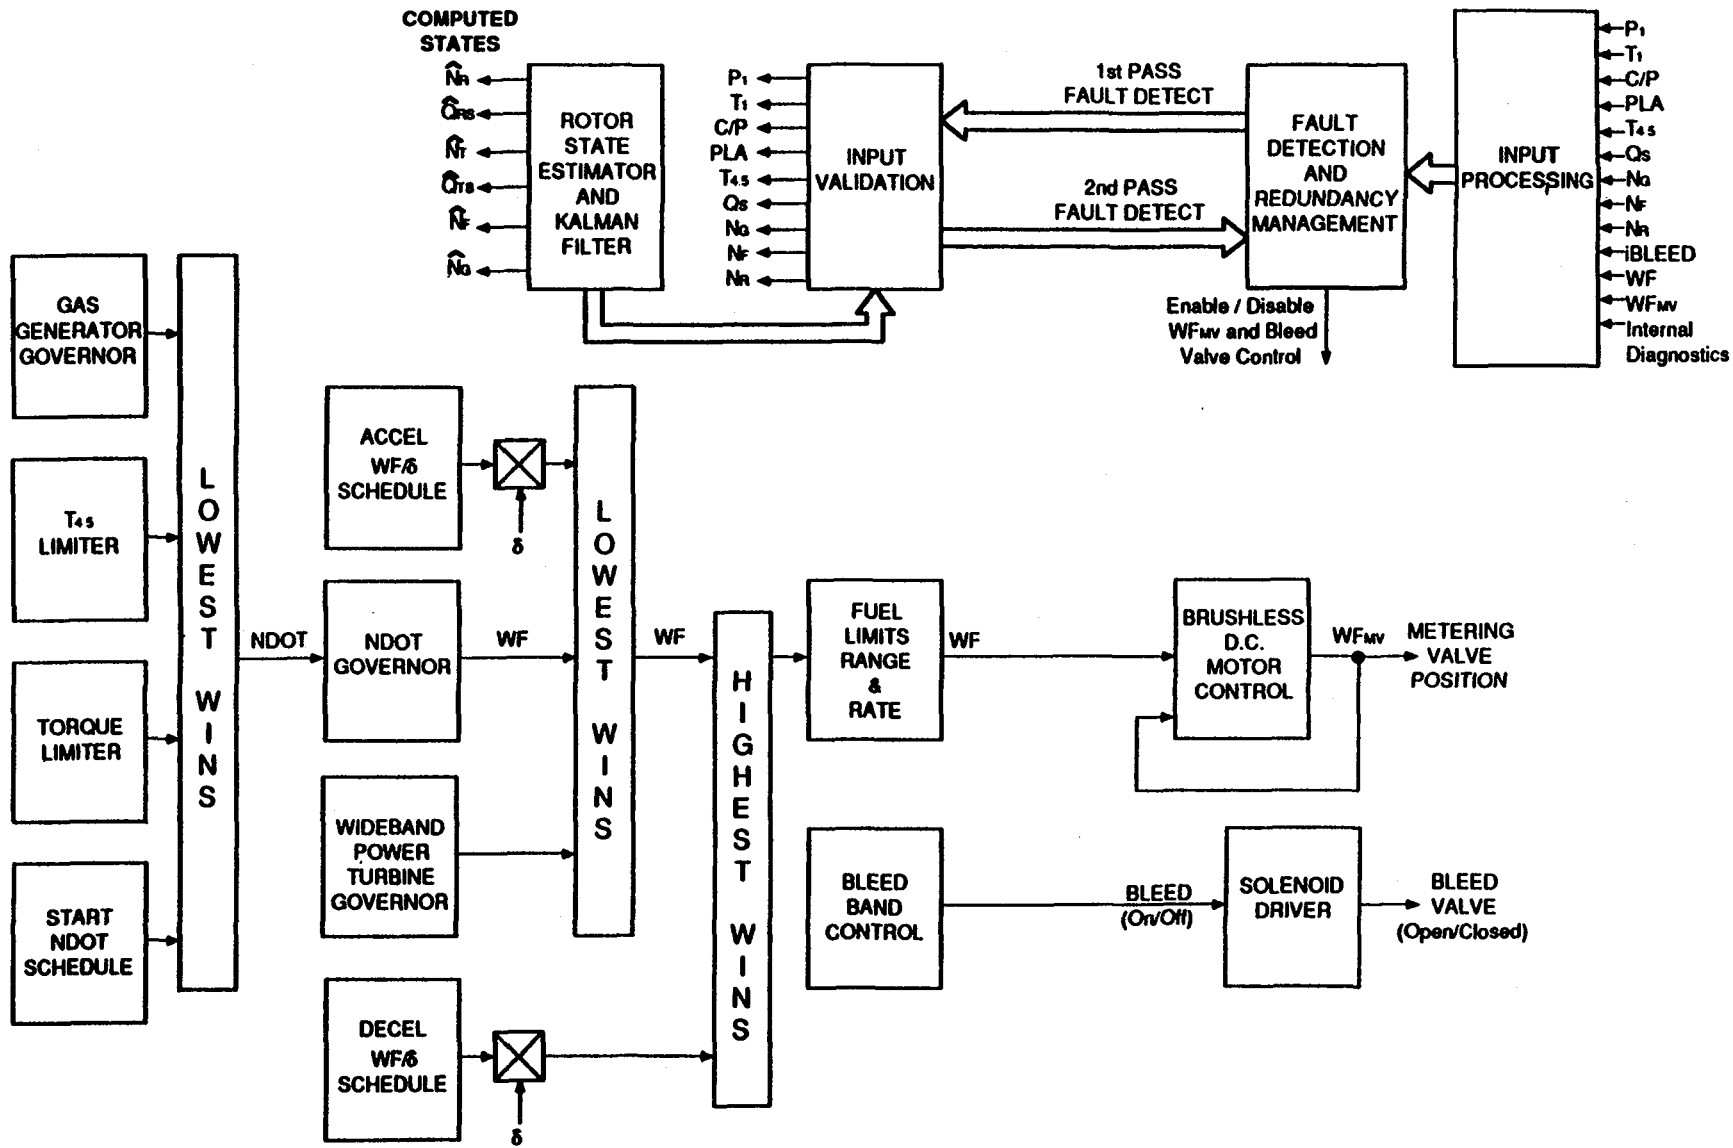 COMPUTED
STATES
N̂R
Q̂RS
N̂T
Q̂TS
N̂F
N̂G
ROTOR
STATE
ESTIMATOR
AND
KALMAN
FILTER
P1
T1
C/P
PLA
T4.5
QS
NG
NF
NR
INPUT
VALIDATION
1st PASS
FAULT DETECT
2nd PASS
FAULT DETECT
FAULT
DETECTION
AND
REDUNDANCY
MANAGEMENT
Enable / Disable
WFMV and Bleed
Valve Control
INPUT
PROCESSING
P1
T1
C/P
PLA
T4 5
QS
NG
NF
NR
iBLEED
WF
WFMV
Internal
Diagnostics
GAS
GENERATOR
GOVERNOR
T4 5
LIMITER
TORQUE
LIMITER
START
NDOT
SCHEDULE
LOWEST WINS
NDOT
ACCEL
WF/δ
SCHEDULE
δ
NDOT
GOVERNOR
WF
WIDEBAND
POWER
TURBINE
GOVERNOR
DECEL
WF/δ
SCHEDULE
δ
LOWEST WINS
WF
HIGHEST WINS
FUEL
LIMITS
RANGE
&
RATE
WF
BRUSHLESS
D.C.
MOTOR
CONTROL
WFMV
METERING
VALVE
POSITION
BLEED
BAND
CONTROL
BLEED
(On/Off)
SOLENOID
DRIVER
BLEED
VALVE
(Open/Closed)